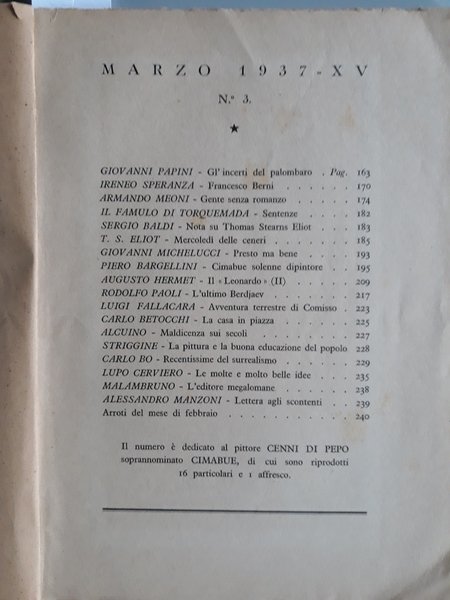 MARZO 1937-XV
N.º 3.
★
GIOVANNI PAPINI - Gl'incerti del palombaro . Pag. 163
IRENEO SPERANZA - Francesco Berni . . . . . . 170
ARMANDO MEONI - Gente senza romanzo . . . . . 174
IL FAMULO DI TORQUEMADA - Sentenze . . . . 182
SERGIO BALDI - Nota su Thomas Stearns Eliot . . . 183
T. S. ELIOT - Mercoledì delle ceneri . . . . . . 185
GIOVANNI MICHELUCCI - Presto ma bene . . . . 193
PIERO BARGELLINI - Cimabue solenne dipintore . . 195
AUGUSTO HERMET - Il « Leonardo » (II) . . . . 209
RODOLFO PAOLI - L'ultimo Berdjaev . . . . . . 217
LUIGI FALLACARA - Avventura terrestre di Comisso . 223
CARLO BETOCCHI - La casa in piazza . . . . . . 225
ALCUINO - Maldicenza sui secoli . . . . . . . 227
STRIGGINE - La pittura e la buona educazione del popolo 228
CARLO BO - Recentissime del surrealismo . . . . . 229
LUPO CERVIERO - Le molte e molto belle idee . . . 235
MALAMBRUNO - L'editore megalomane . . . . . 238
ALESSANDRO MANZONI - Lettera agli scontenti . . 239
Arroti del mese di febbraio . . . . . . . . . . 240
Il numero è dedicato al pittore CENNI DI PEPO
soprannominato CIMABUE, di cui sono riprodotti
16 particolari e 1 affresco.